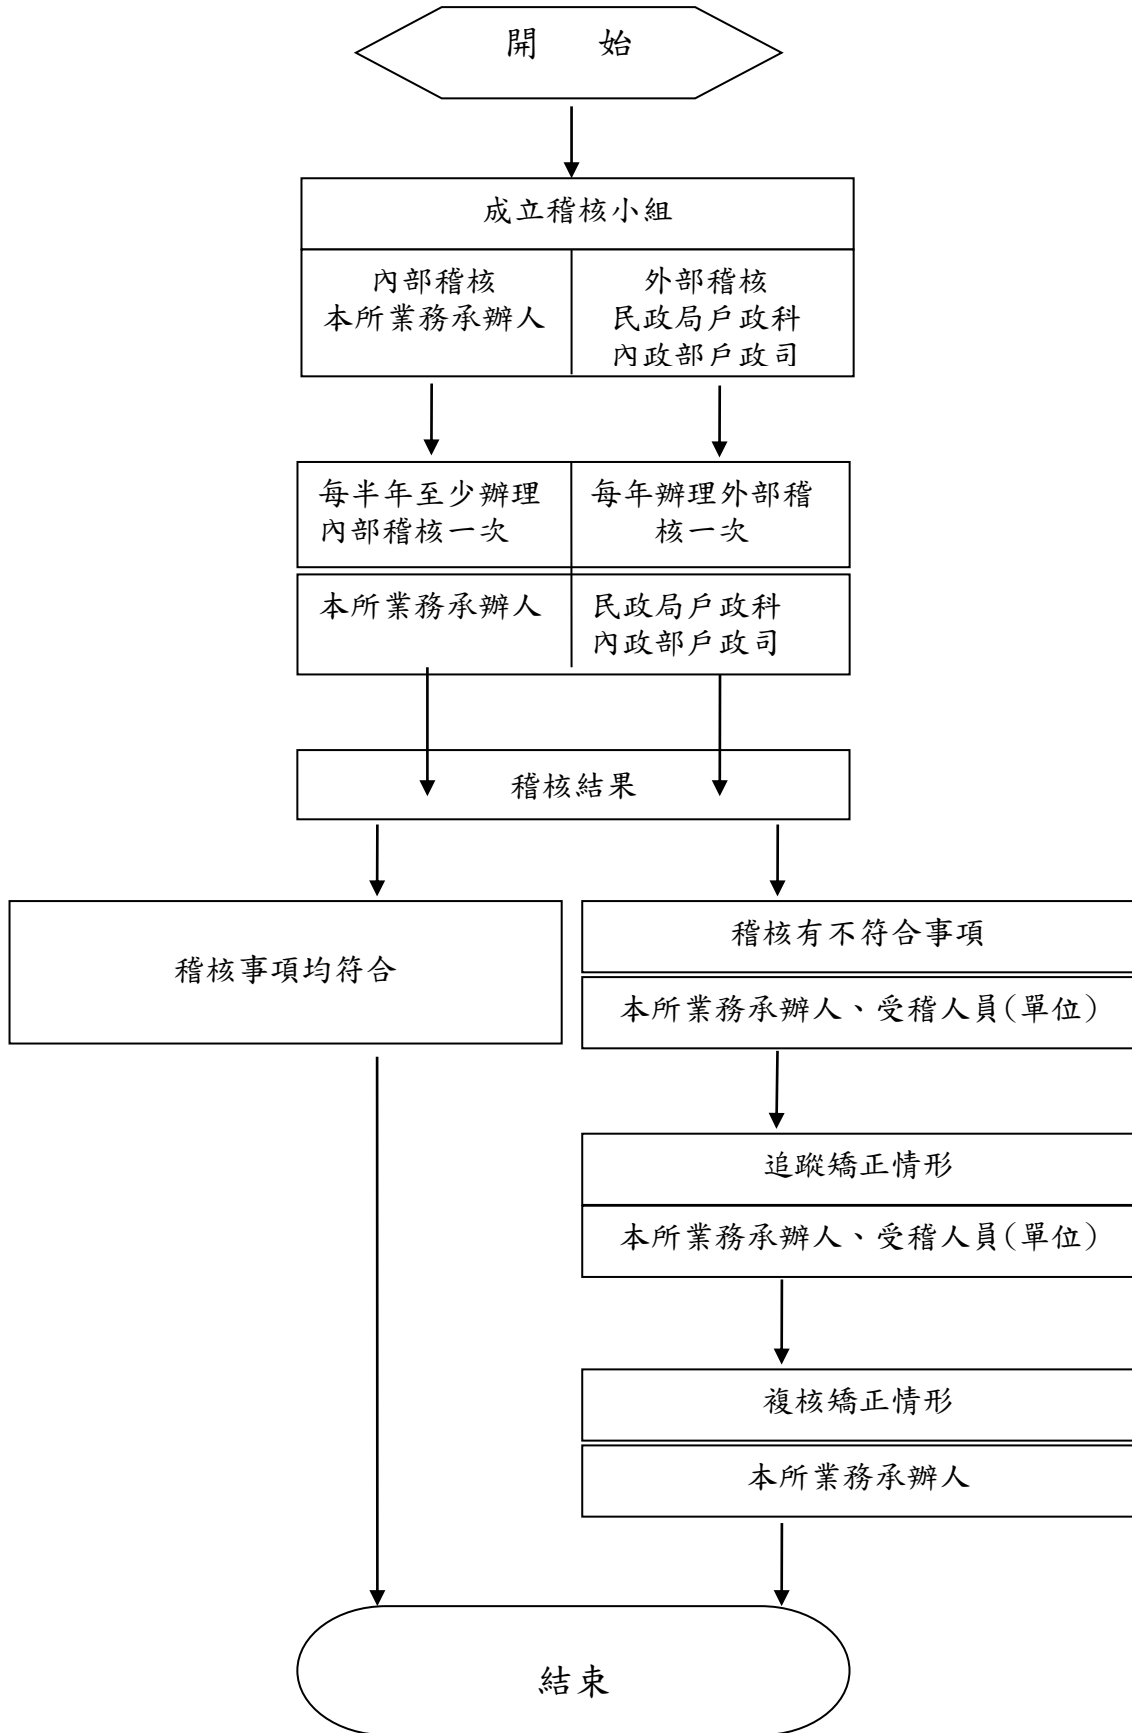 開 始
成立稽核小組
內部稽核
本所業務承辦人
外部稽核
民政局戶政科
內政部戶政司
每半年至少辦理
內部稽核一次
每年辦理外部稽
核一次
本所業務承辦人
民政局戶政科
內政部戶政司
稽核結果
稽核事項均符合
稽核有不符合事項
本所業務承辦人、受稽人員(單位)
追蹤矯正情形
本所業務承辦人、受稽人員(單位)
複核矯正情形
本所業務承辦人
結束